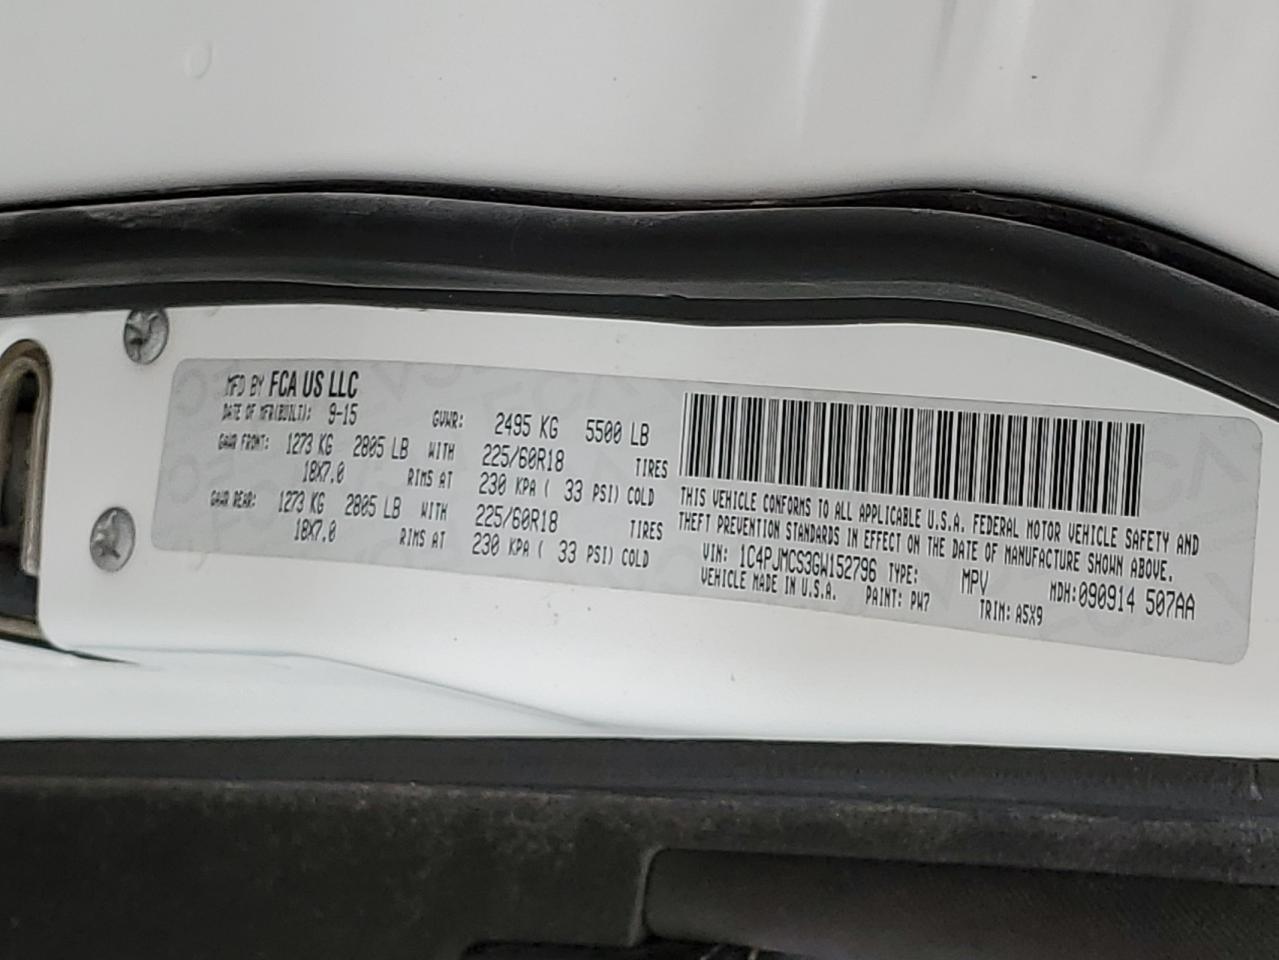 MFD BY FCA US LLC
DATE OF MFR(BUILT): 9-15 GVWR: 2495 KG 5500 LB
GAWR FRONT: 1273 KG 2805 LB WITH 225/60R18 TIRES
18X7.0 RIMS AT 230 KPA ( 33 PSI) COLD
GAWR REAR: 1273 KG 2805 LB WITH 225/60R18 TIRES
18X7.0 RIMS AT 230 KPA ( 33 PSI) COLD
THIS VEHICLE CONFORMS TO ALL APPLICABLE U.S.A. FEDERAL MOTOR VEHICLE SAFETY AND
THEFT PREVENTION STANDARDS IN EFFECT ON THE DATE OF MANUFACTURE SHOWN ABOVE.
VIN: 1C4PJMCS3GW152796 TYPE: MPV MDH:090914 507AA
VEHICLE MADE IN U.S.A. PAINT: PW7 TRIM: A5X9